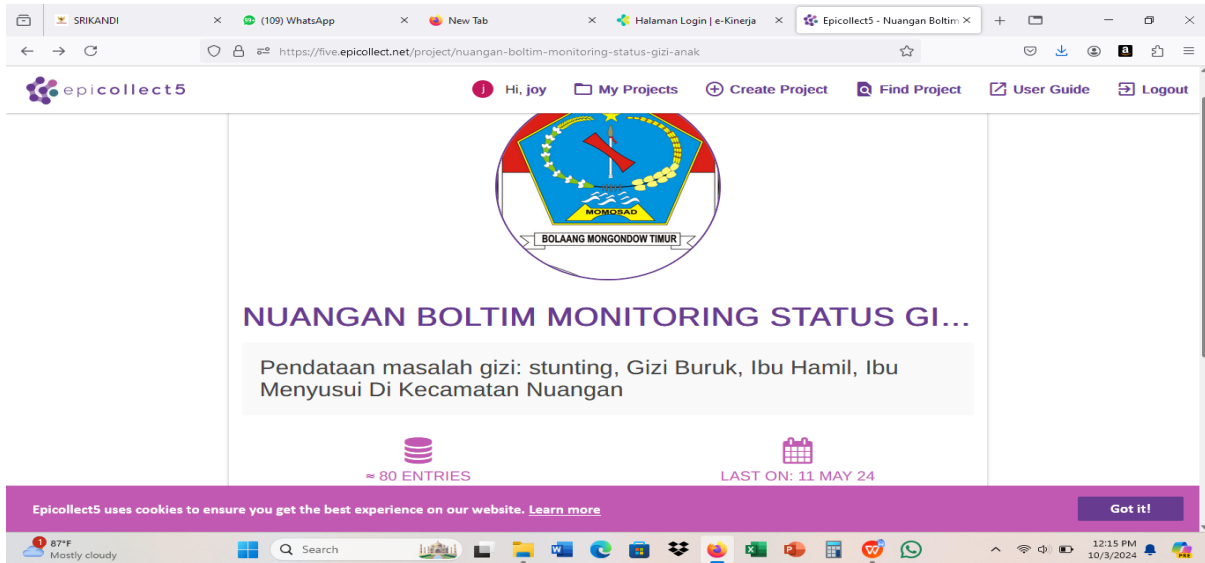 SRIKANDI
(109) WhatsApp
New Tab
Halaman Login | e-Kinerja
Epicollect5 - Nuangan Boltim
https://five.epicollect.net/project/nuangan-boltim-monitoring-status-gizi-anak
epicollect5
j Hi, joy
My Projects
Create Project
Find Project
User Guide
Logout
MOMOSAD
BOLAANG MONGONDOW TIMUR
NUANGAN BOLTIM MONITORING STATUS GI...
Pendataan masalah gizi: stunting, Gizi Buruk, Ibu Hamil, Ibu
Menyusui Di Kecamatan Nuangan
≈ 80 ENTRIES
LAST ON: 11 MAY 24
Epicollect5 uses cookies to ensure you get the best experience on our website. Learn more
Got it!
1
87°F
Mostly cloudy
Search
12:15 PM
10/3/2024